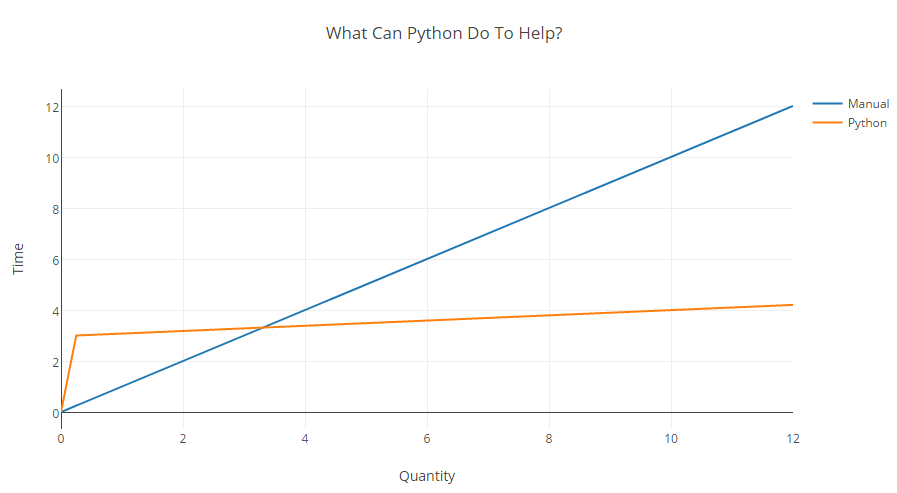 What Can Python Do To Help?
Manual
Python
12
10
8
6
4
2
0
Time
0 2 4 6 8 10 12
Quantity